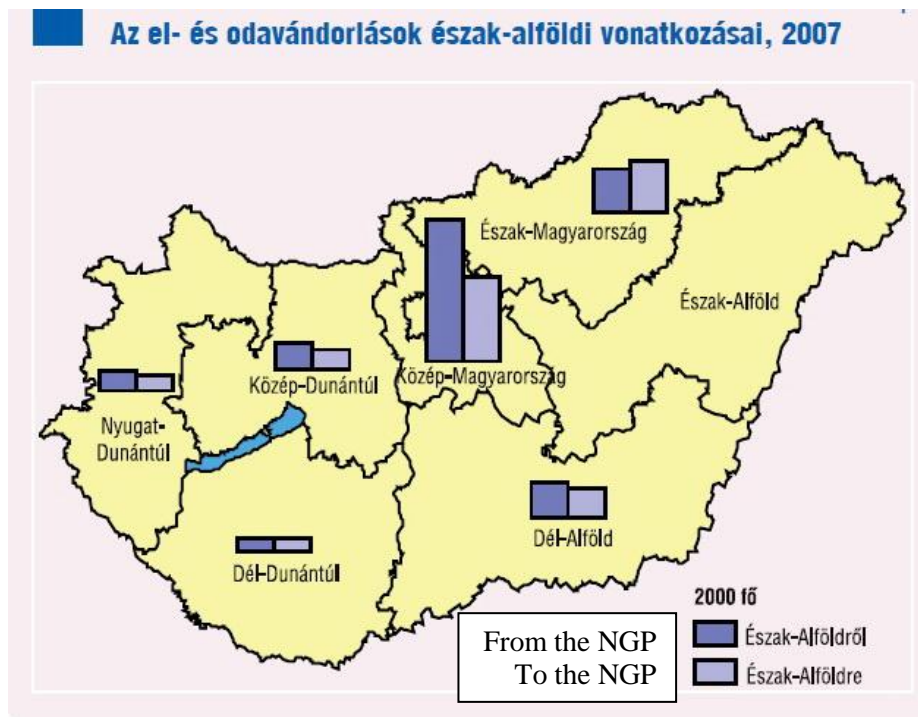 Az el- és odavándorlások észak-alföldi vonatkozásai, 2007
Észak-Magyarország
Észak-Alföld
Közép-Dunántúl
Közép-Magyarország
Nyugat-
Dunántúl
Dél-Alföld
Dél-Dunántúl
2000 fő
From the NGP
To the NGP
Észak-Alföldről
Észak-Alföldre